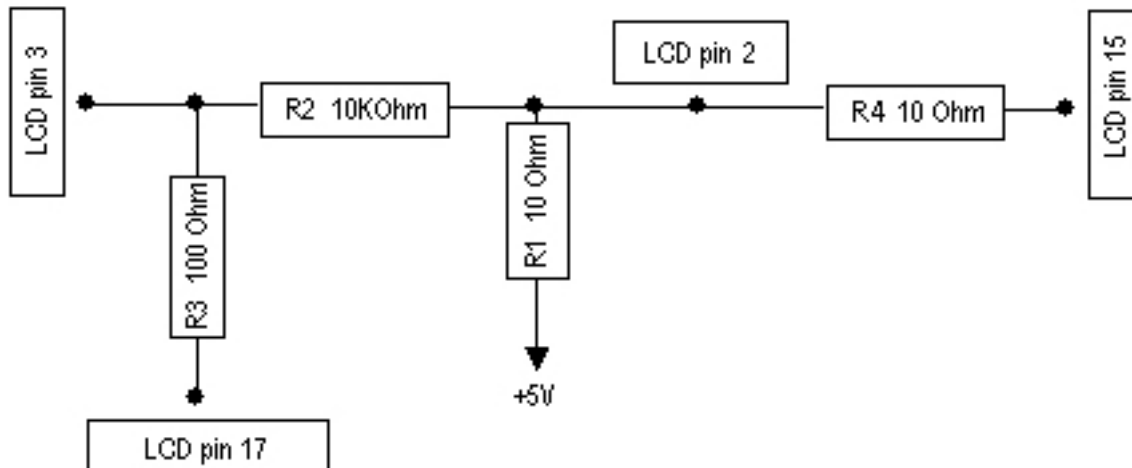 LCD pin 3
R2 10KOhm
LCD pin 2
R4 10 Ohm
LCD pin 15
R3 100 Ohm
R1 10 Ohm
+5V
LCD pin 17